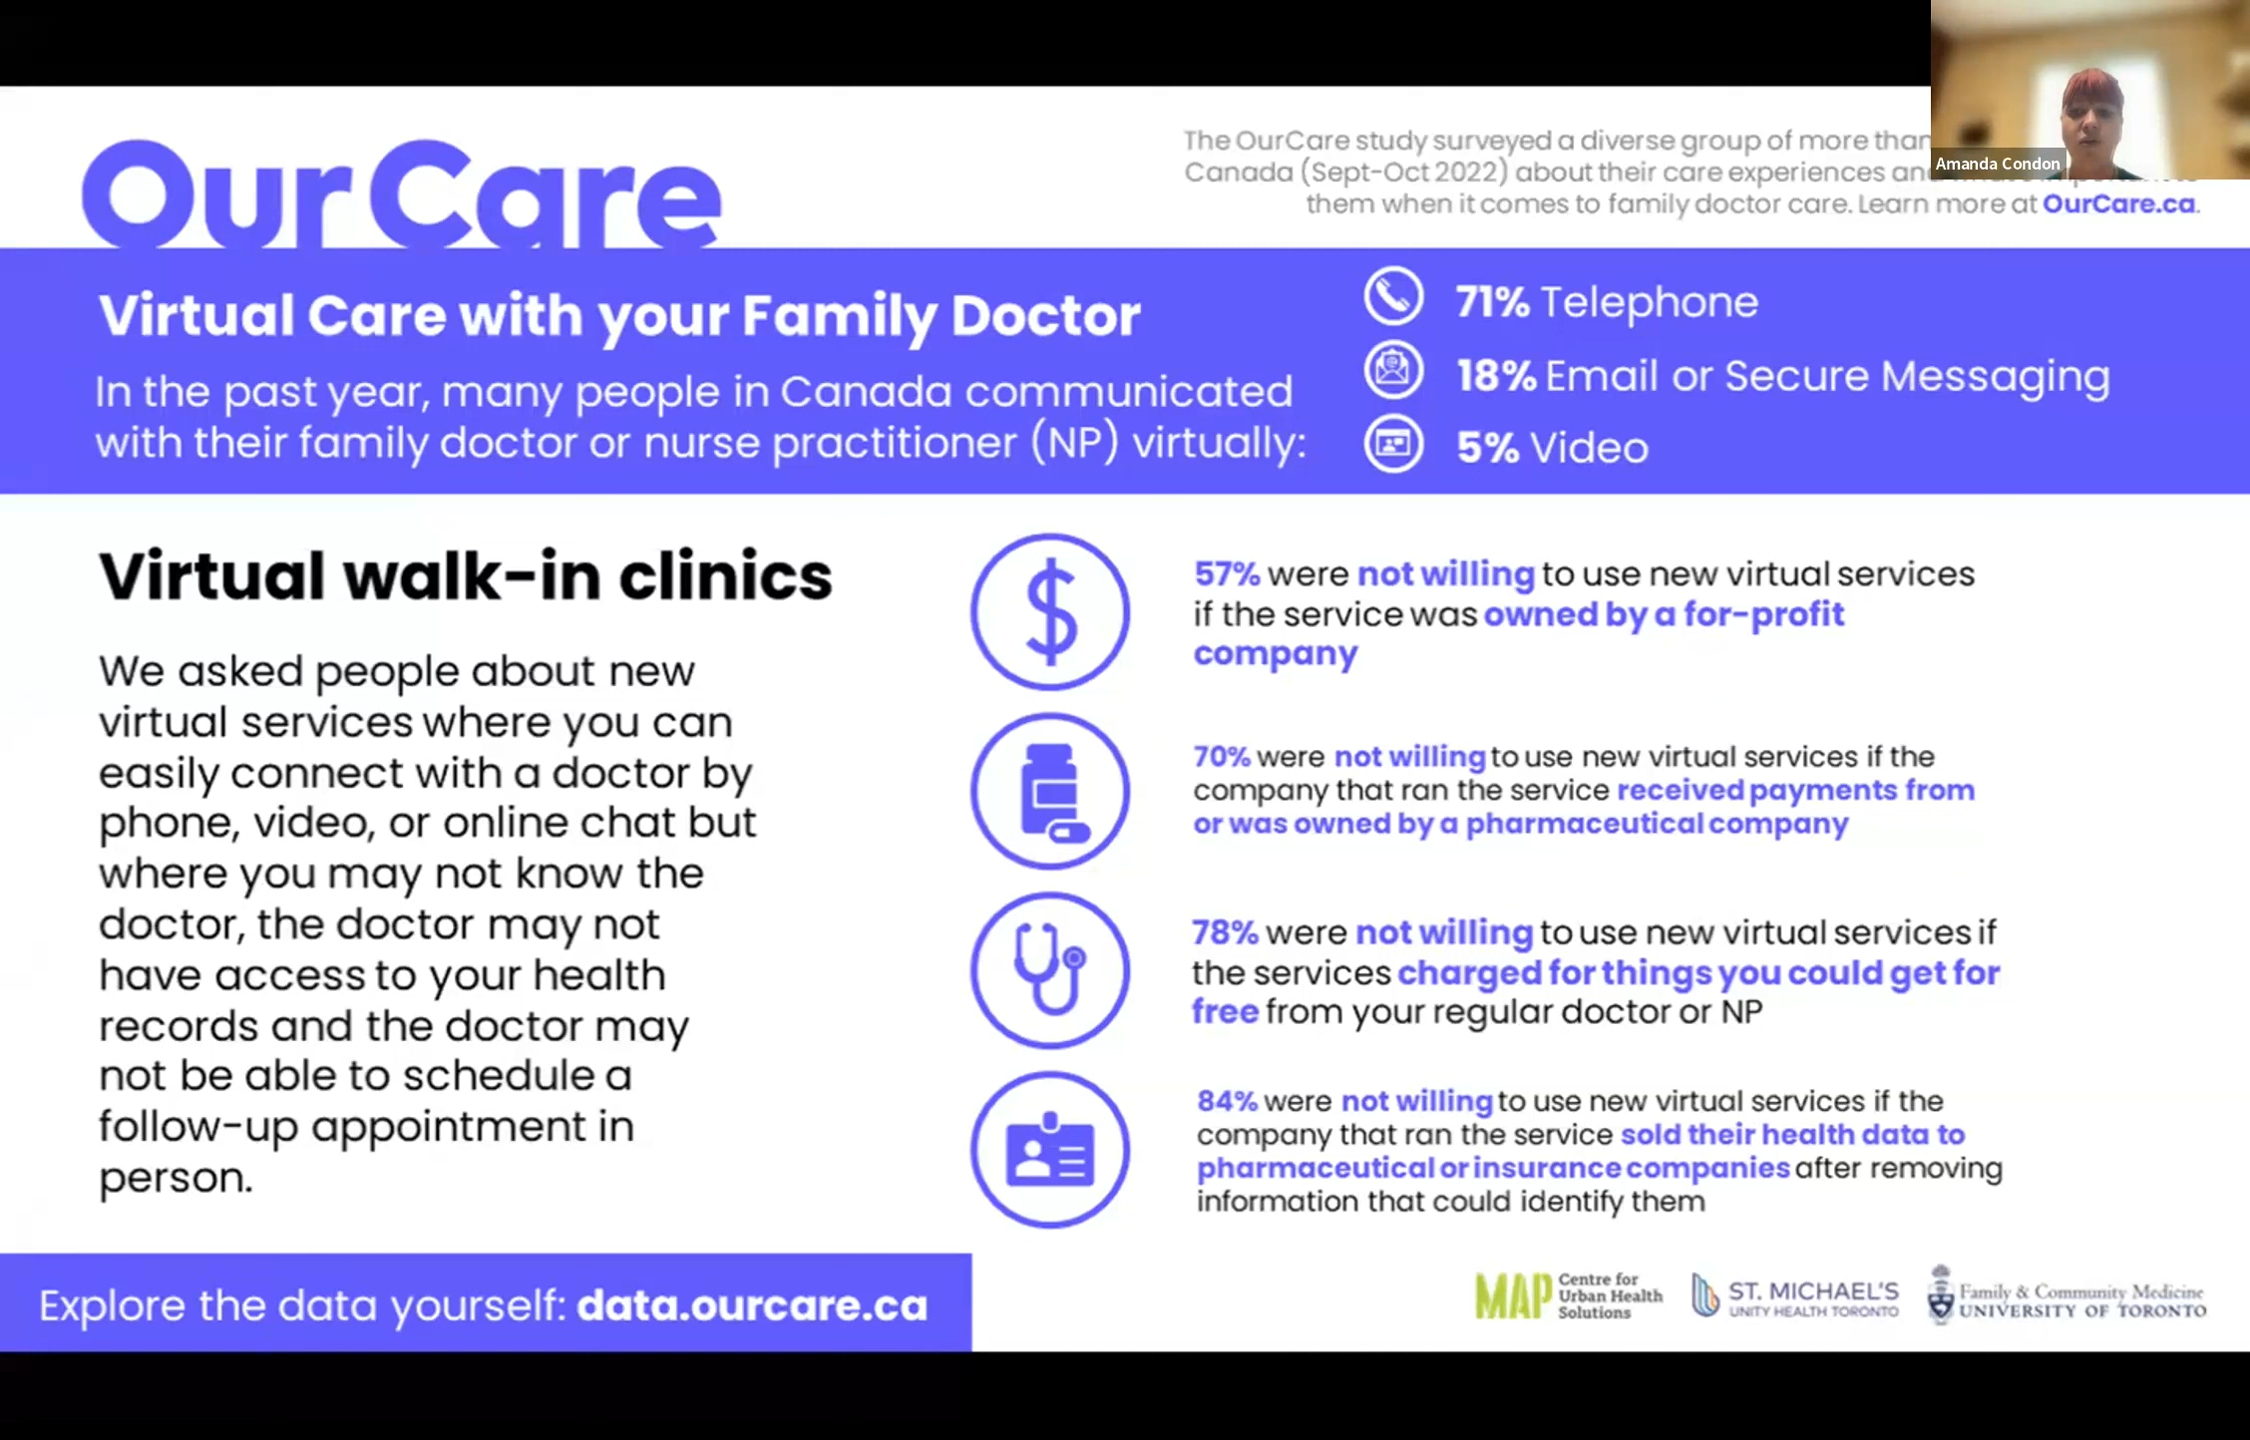 Amanda Condon
OurCare
The OurCare study surveyed a diverse group of more than
Canada (Sept-Oct 2022) about their care experiences
them when it comes to family doctor care. Learn more at OurCare.ca.
Virtual Care with your Family Doctor
In the past year, many people in Canada communicated
with their family doctor or nurse practitioner (NP) virtually:
71% Telephone
18% Email or Secure Messaging
5% Video
Virtual walk-in clinics
We asked people about new
virtual services where you can
easily connect with a doctor by
phone, video, or online chat but
where you may not know the
doctor, the doctor may not
have access to your health
records and the doctor may
not be able to schedule a
follow-up appointment in
person.
57% were not willing to use new virtual services
if the service was owned by a for-profit
company
70% were not willing to use new virtual services if the
company that ran the service received payments from
or was owned by a pharmaceutical company
78% were not willing to use new virtual services if
the services charged for things you could get for
free from your regular doctor or NP
84% were not willing to use new virtual services if the
company that ran the service sold their health data to
pharmaceutical or insurance companies after removing
information that could identify them
Explore the data yourself: data.ourcare.ca
MAP Centre for
Urban Health
Solutions
ST. MICHAEL'S
UNITY HEALTH TORONTO
Family & Community Medicine
UNIVERSITY OF TORONTO